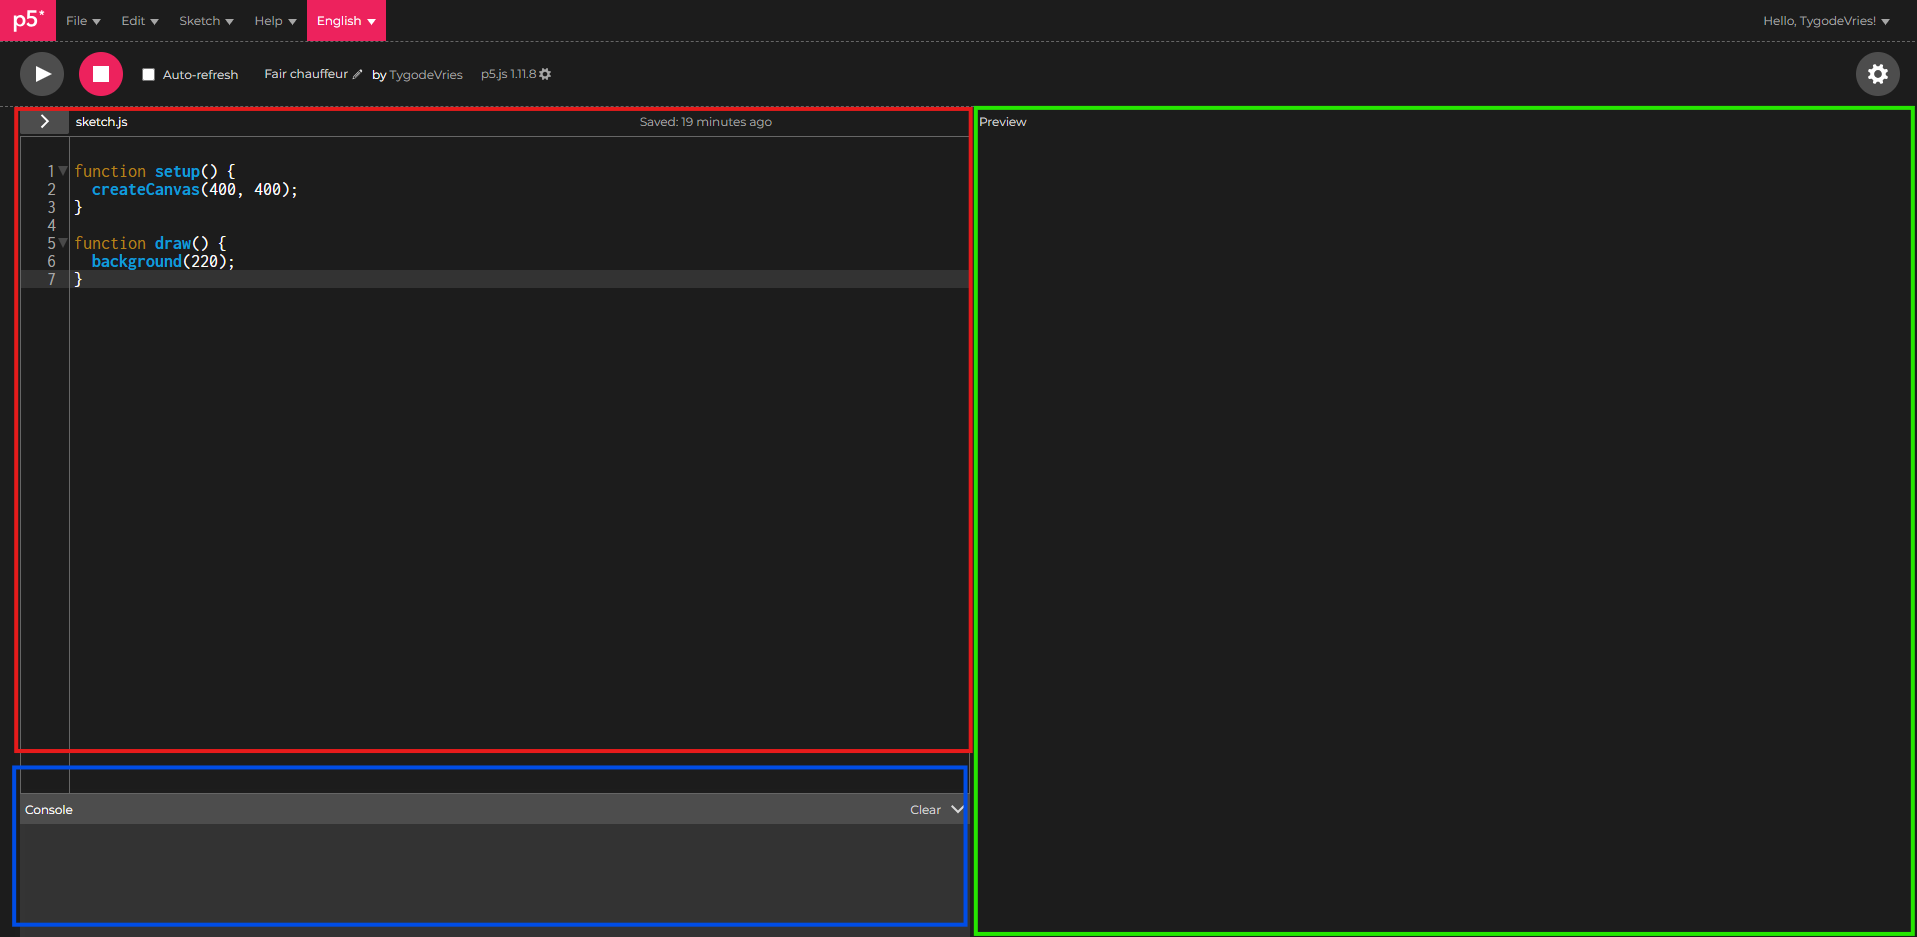 p5* File Edit Sketch Help English Hello, TygodeVries!
Auto-refresh Fair chauffeur by TygodeVries p5.js 1.11.8
sketch.js Saved: 19 minutes ago Preview
1 function setup() {
2 createCanvas(400, 400);
3 }
4
5 function draw() {
6 background(220);
7 }
Console Clear